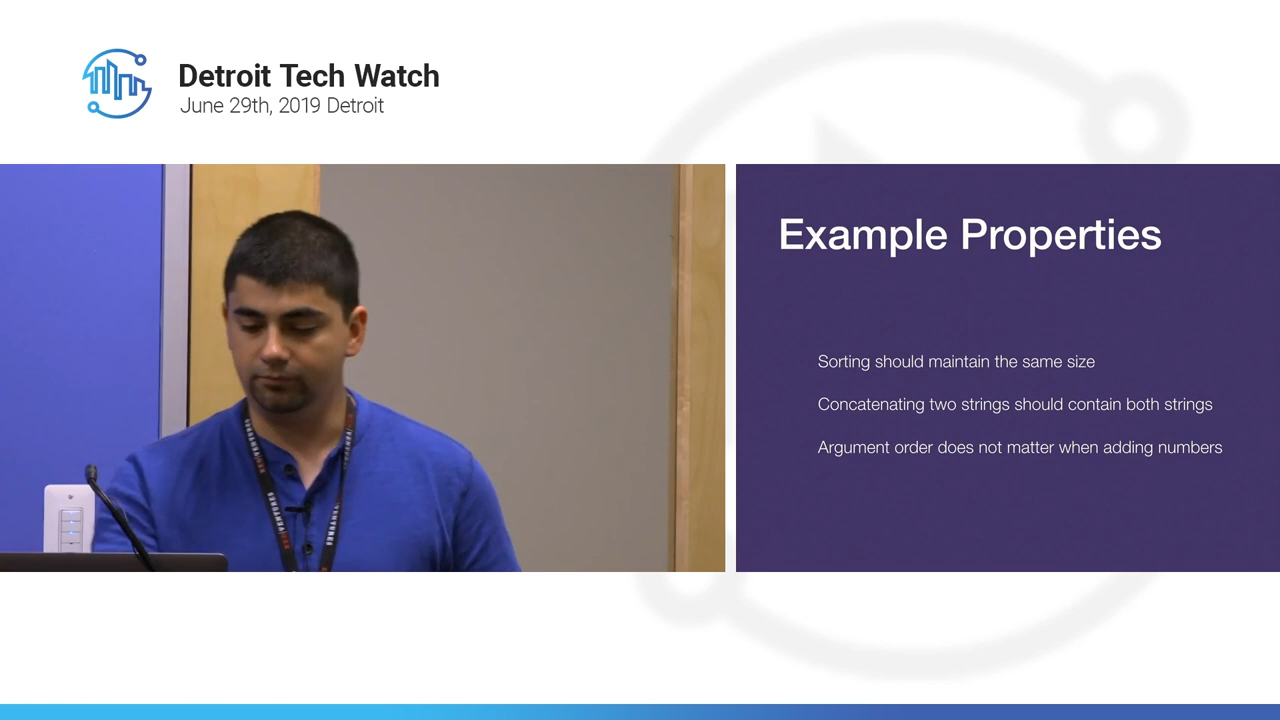 Detroit Tech Watch
June 29th, 2019 Detroit
Example Properties
Sorting should maintain the same size
Concatenating two strings should contain both strings
Argument order does not matter when adding numbers
VENTURES